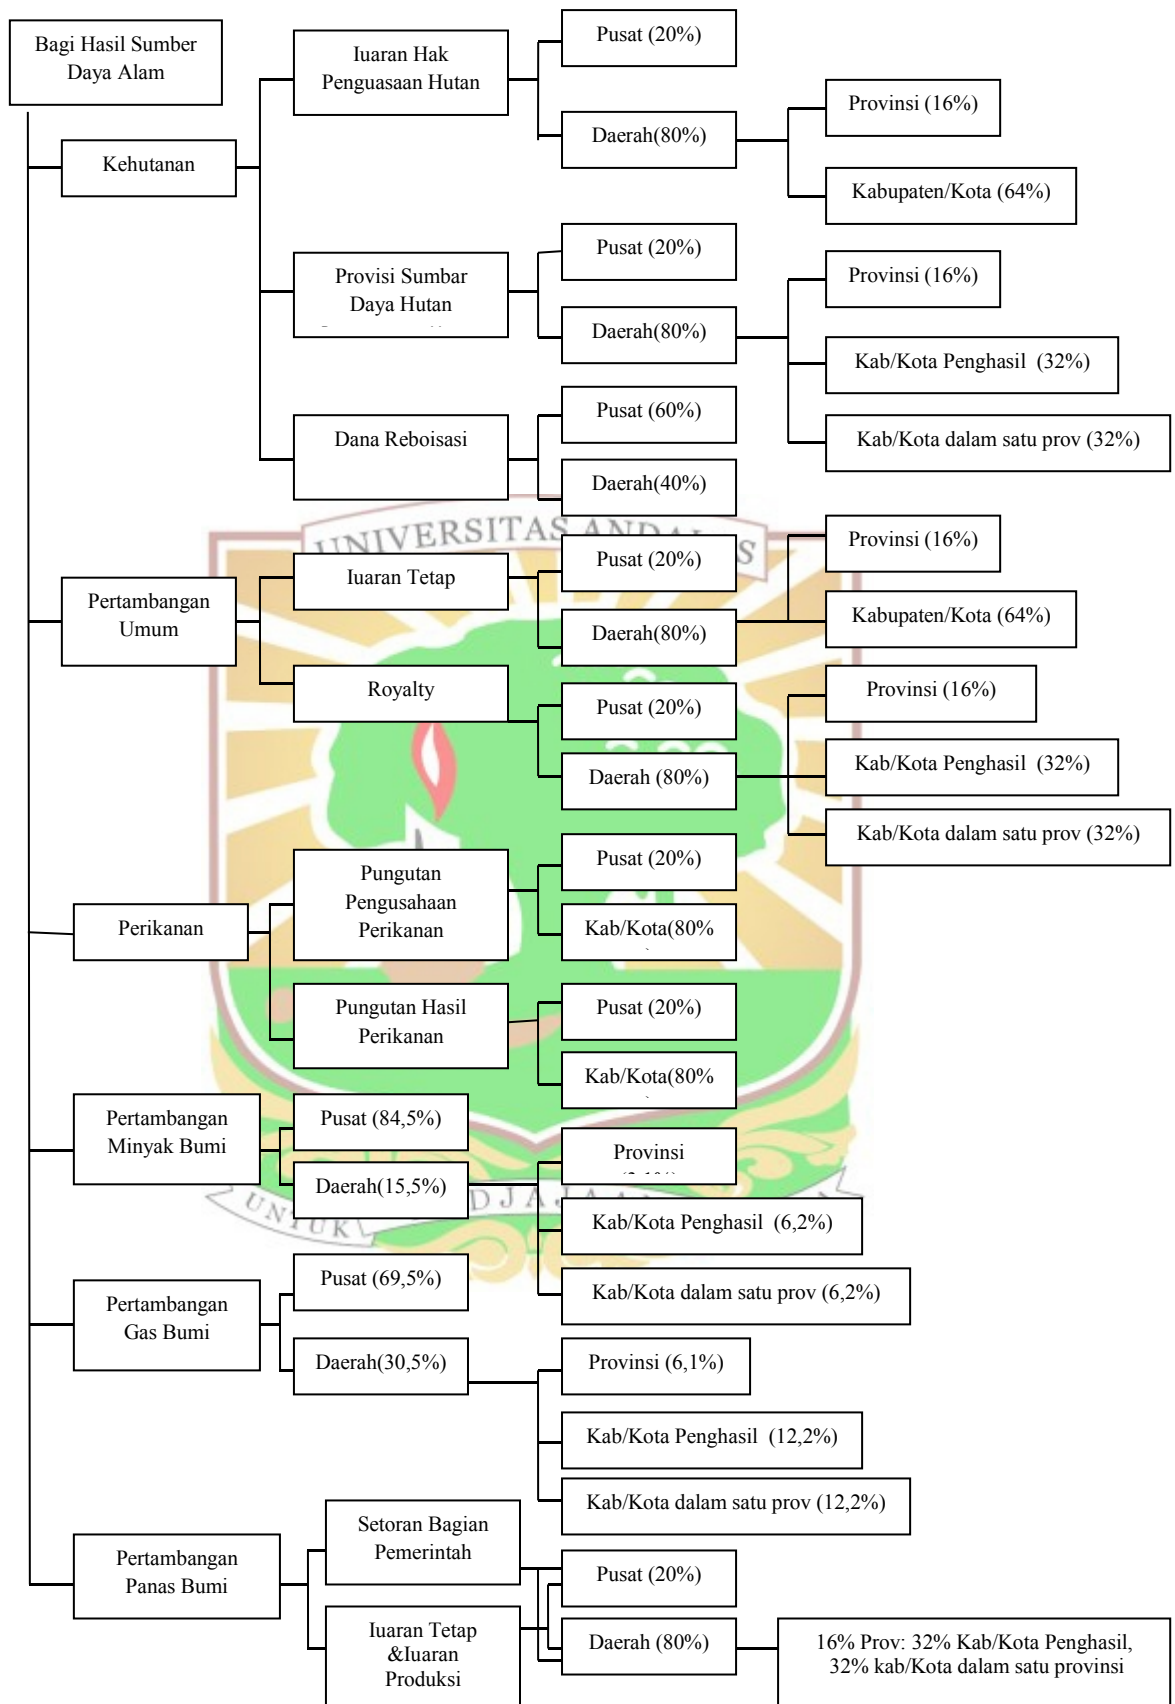 Bagi Hasil Sumber
Daya Alam
Iuaran Hak
Penguasaan Hutan
Pusat (20%)
Daerah(80%)
Provinsi (16%)
Kabupaten/Kota (64%)
Kehutanan
Provisi Sumbar
Daya Hutan
Pusat (20%)
Daerah(80%)
Provinsi (16%)
Kab/Kota Penghasil (32%)
Kab/Kota dalam satu prov (32%)
Dana Reboisasi
Pusat (60%)
Daerah(40%)
UNIVERSITAS
Pertambangan
Umum
Iuaran Tetap
Pusat (20%)
Daerah(80%)
Provinsi (16%)
Kabupaten/Kota (64%)
Royalty
Pusat (20%)
Daerah (80%)
Provinsi (16%)
Kab/Kota Penghasil (32%)
Kab/Kota dalam satu prov (32%)
Perikanan
Pungutan
Pengusahaan
Perikanan
Pusat (20%)
Kab/Kota(80%
Pungutan Hasil
Perikanan
Pusat (20%)
Kab/Kota(80%
Pertambangan
Minyak Bumi
Pusat (84,5%)
Daerah(15,5%)
Provinsi
Kab/Kota Penghasil (6,2%)
Kab/Kota dalam satu prov (6,2%)
UNTUK
Pertambangan
Gas Bumi
Pusat (69,5%)
Daerah(30,5%)
Provinsi (6,1%)
Kab/Kota Penghasil (12,2%)
Kab/Kota dalam satu prov (12,2%)
Pertambangan
Panas Bumi
Setoran Bagian
Pemerintah
Iuaran Tetap
&Iuaran
Produksi
Pusat (20%)
Daerah (80%)
16% Prov: 32% Kab/Kota Penghasil,
32% kab/Kota dalam satu provinsi